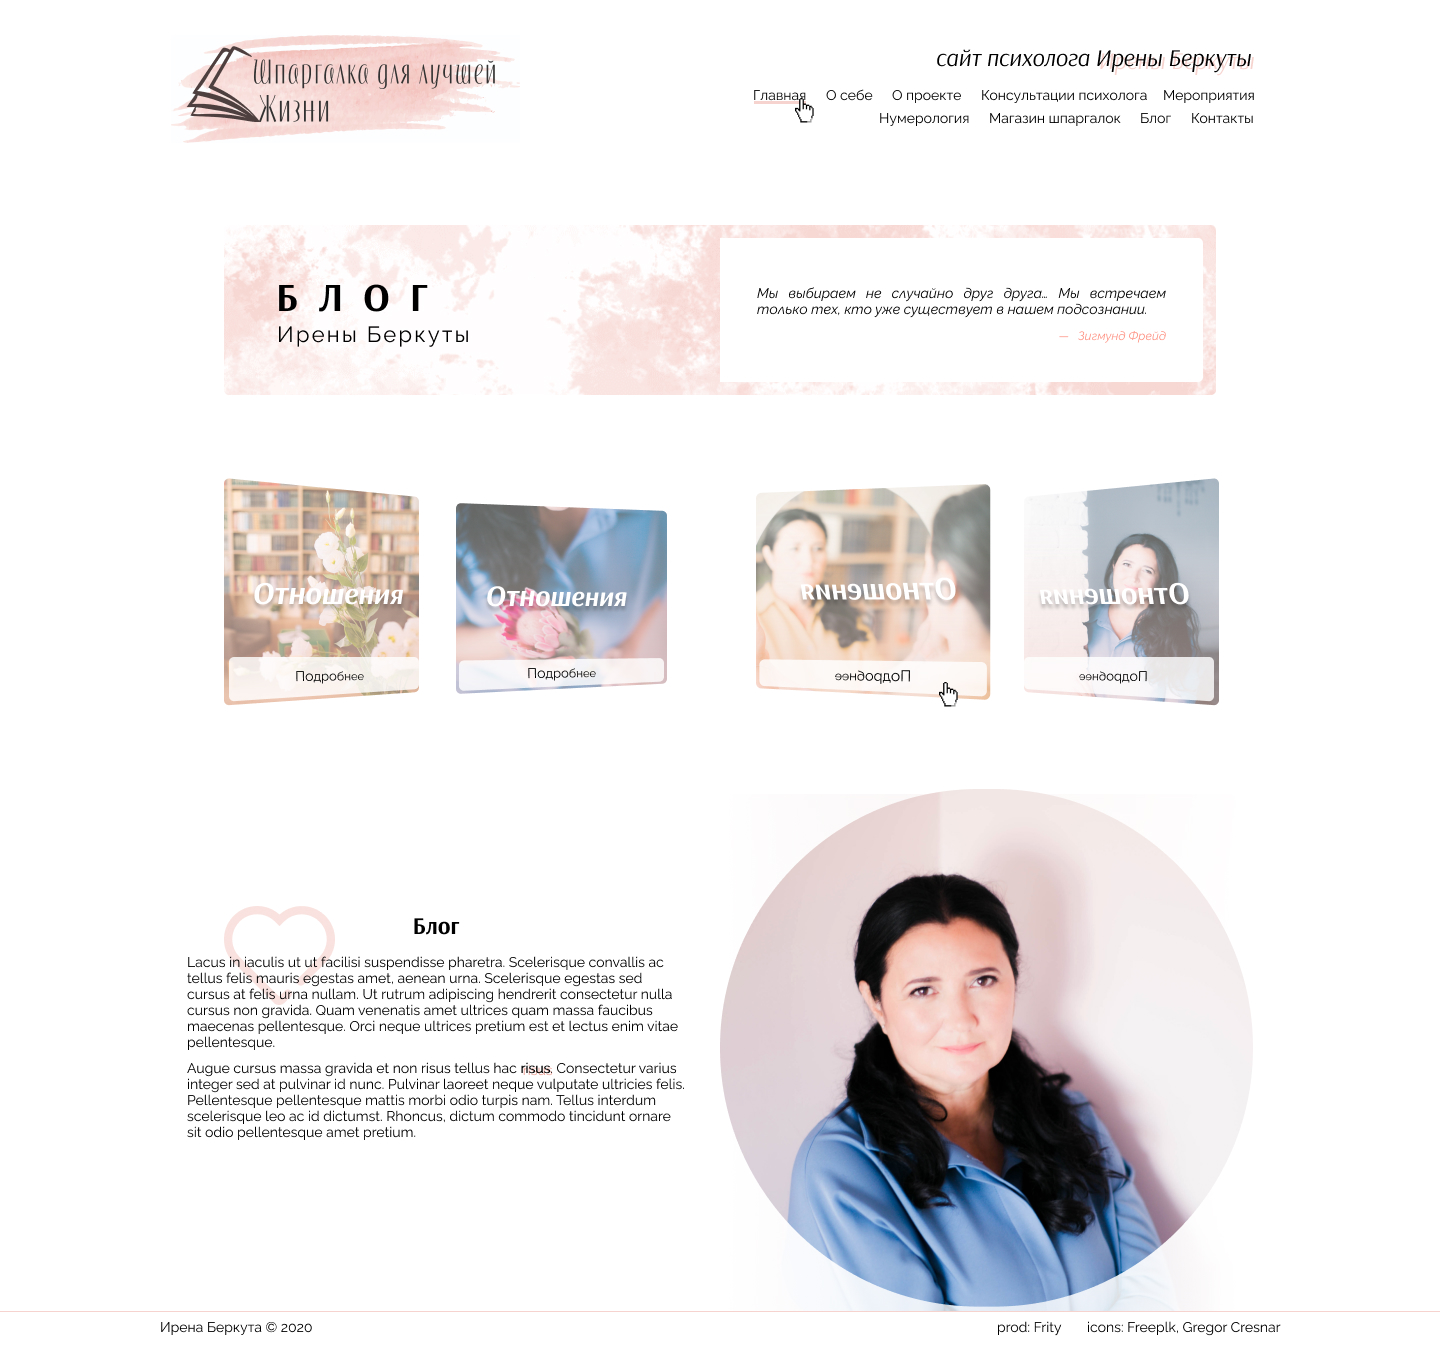 Шпаргалка для лучшей
Жизни
сайт психолога Ирены Беркуты
Главная О себе О проекте Консультации психолога Мероприятия
Нумерология Магазин шпаргалок Блог Контакты
БЛОГ
Ирены Беркуты
Мы выбираем не случайно друг друга... Мы встречаем
только тех, кто уже существует в нашем подсознании.
— Зигмунд Фрейд
Отношения
Подробнее
Отношения
Подробнее
Отношения
Подробнее
Отношения
Подробнее
Блог
Lacus in iaculis ut ut facilisi suspendisse pharetra. Scelerisque convallis ac
tellus felis mauris egestas amet, aenean urna. Scelerisque egestas sed
cursus at felis urna nullam. Ut rutrum adipiscing hendrerit consectetur nulla
cursus non gravida. Quam venenatis amet ultrices quam massa faucibus
maecenas pellentesque. Orci neque ultrices pretium est et lectus enim vitae
pellentesque.
Augue cursus massa gravida et non risus tellus hac risus. Consectetur varius
integer sed at pulvinar id nunc. Pulvinar laoreet neque vulputate ultricies felis.
Pellentesque pellentesque mattis morbi odio turpis nam. Tellus interdum
scelerisque leo ac id dictumst. Rhoncus, dictum commodo tincidunt ornare
sit odio pellentesque amet pretium.
Ирена Беркута © 2020
prod: Frity icons: Freeplk, Gregor Cresnar